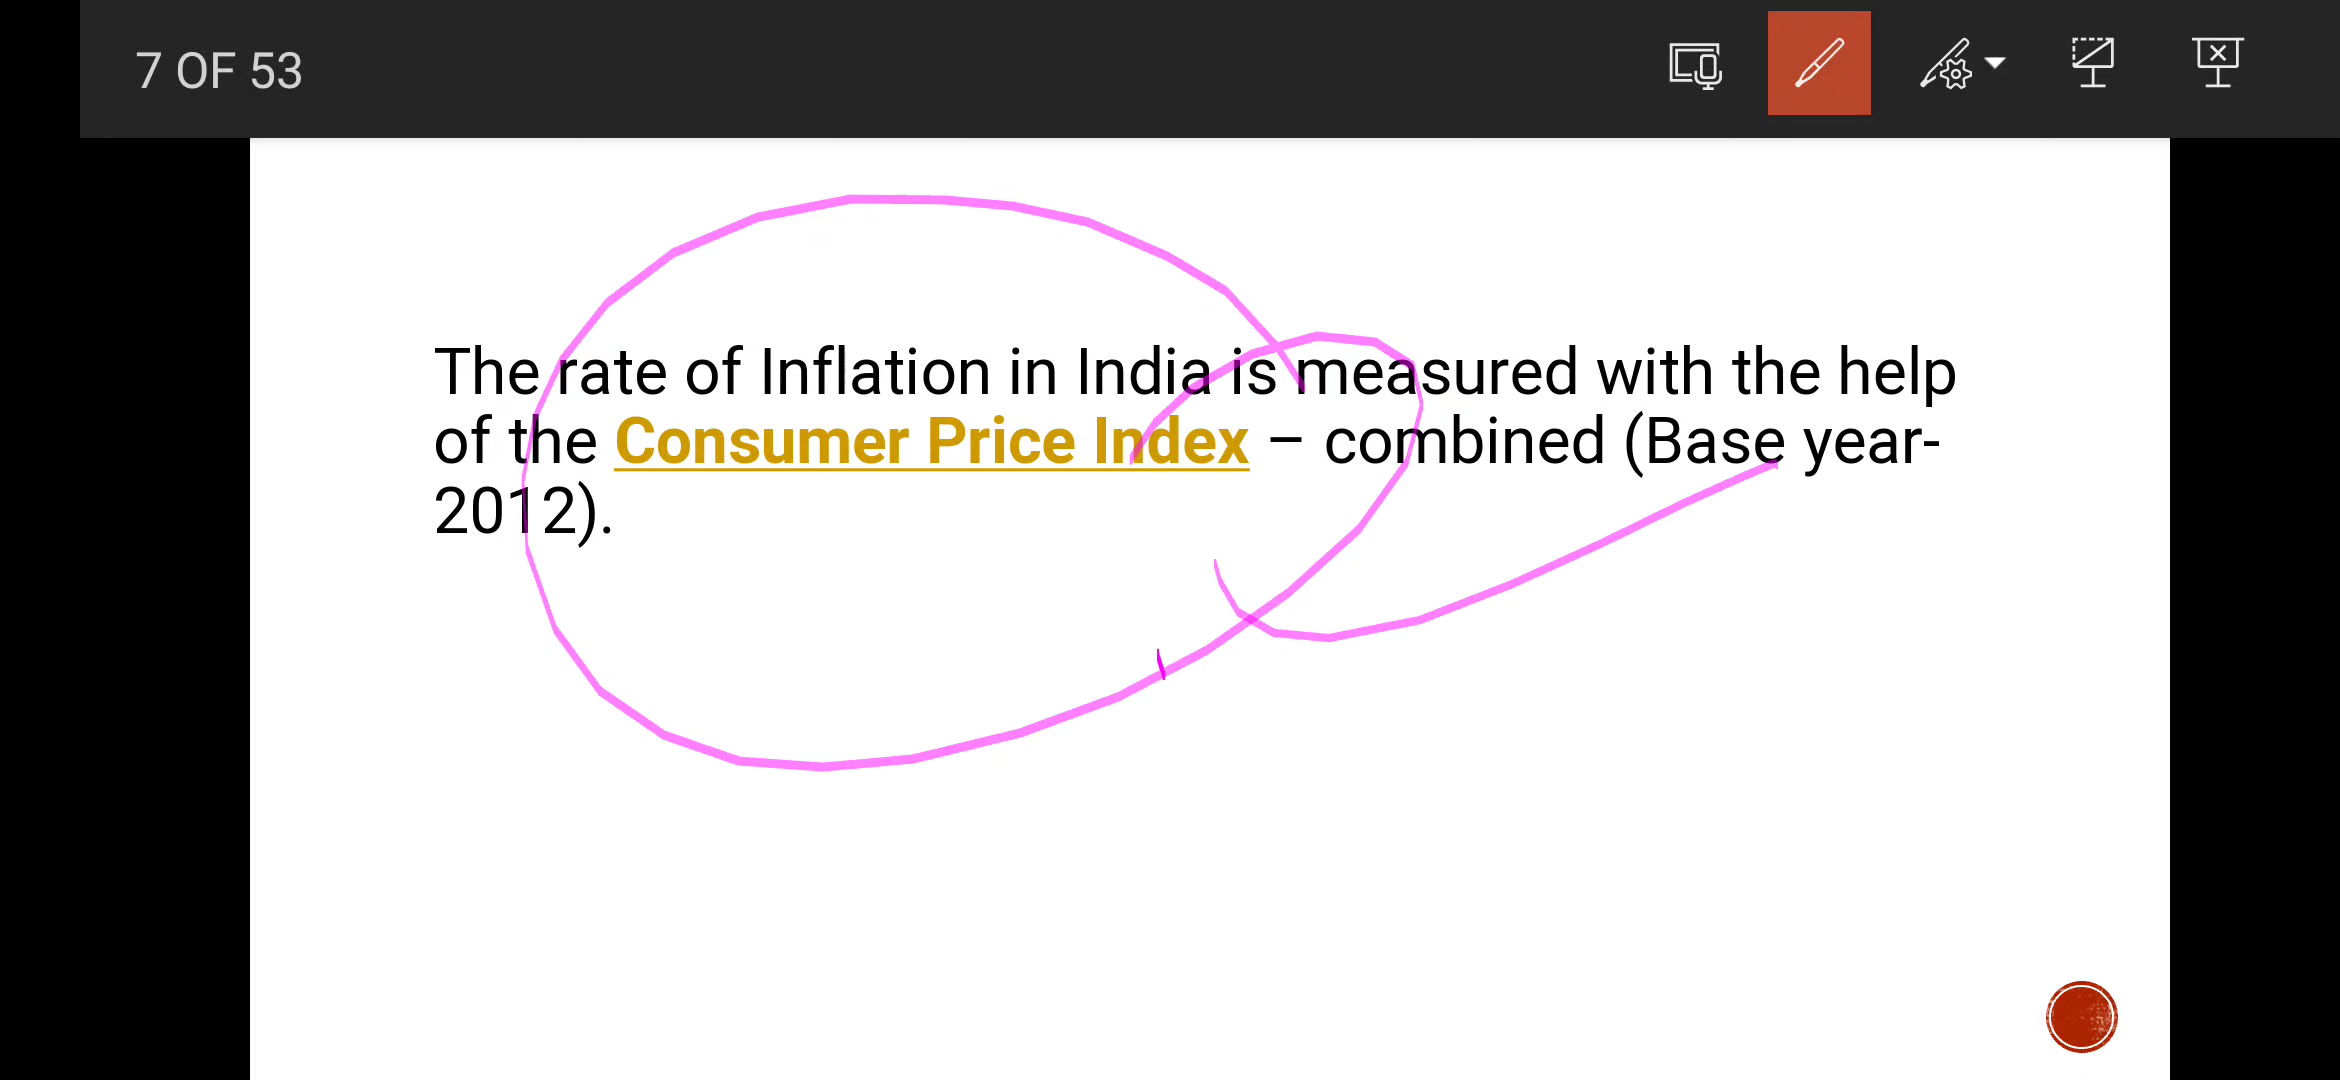 7 OF 53
The rate of Inflation in India is measured with the help
of the Consumer Price Index – combined (Base year-
2012).